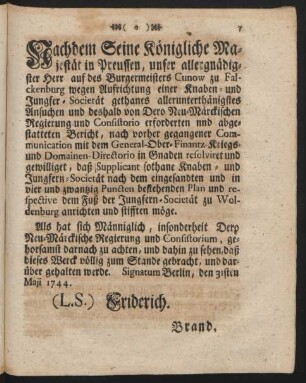 ( o )
7
Nachdem Seine Königliche Ma-
jestät in Preussen, unser allergnädig-
ster Herr auf des Burgermeisters Cunow zu Fal-
ckenburg wegen Aufrichtung einer Knaben- und
Jungfer-Societät gethanes allerunterthänigstes
Ansuchen und deshalb von Dero Neu-Märckischen
Regierung und Consistorio erforderten und abge-
statteten Bericht, nach vorher gegangener Com-
munication mit dem General-Ober-Finantz-Kriegs-
und Domainen-Directorio in Gnaden resolviret und
gewilliget, daß Supplicant sothane Knaben- und
Jungfern-Societät nach dem eingesandten und in
vier und zwanzig Puncten bestehenden Plan und re-
spective dem Fuß der Jungfern-Societät zu Wol-
denburg anrichten und stifften möge.
Als hat sich Männiglich, insonderheit Dero
Neu-Märckische Regierung und Consistorium, ge-
horsamst darnach zu achten, und dahin zu sehen, daß
dieses Werck völlig zum Stande gebracht, und dar-
über gehalten werde. Signatum Berlin, den 31sten
Maji 1744.
(L.S.) Friderich.
Brand,